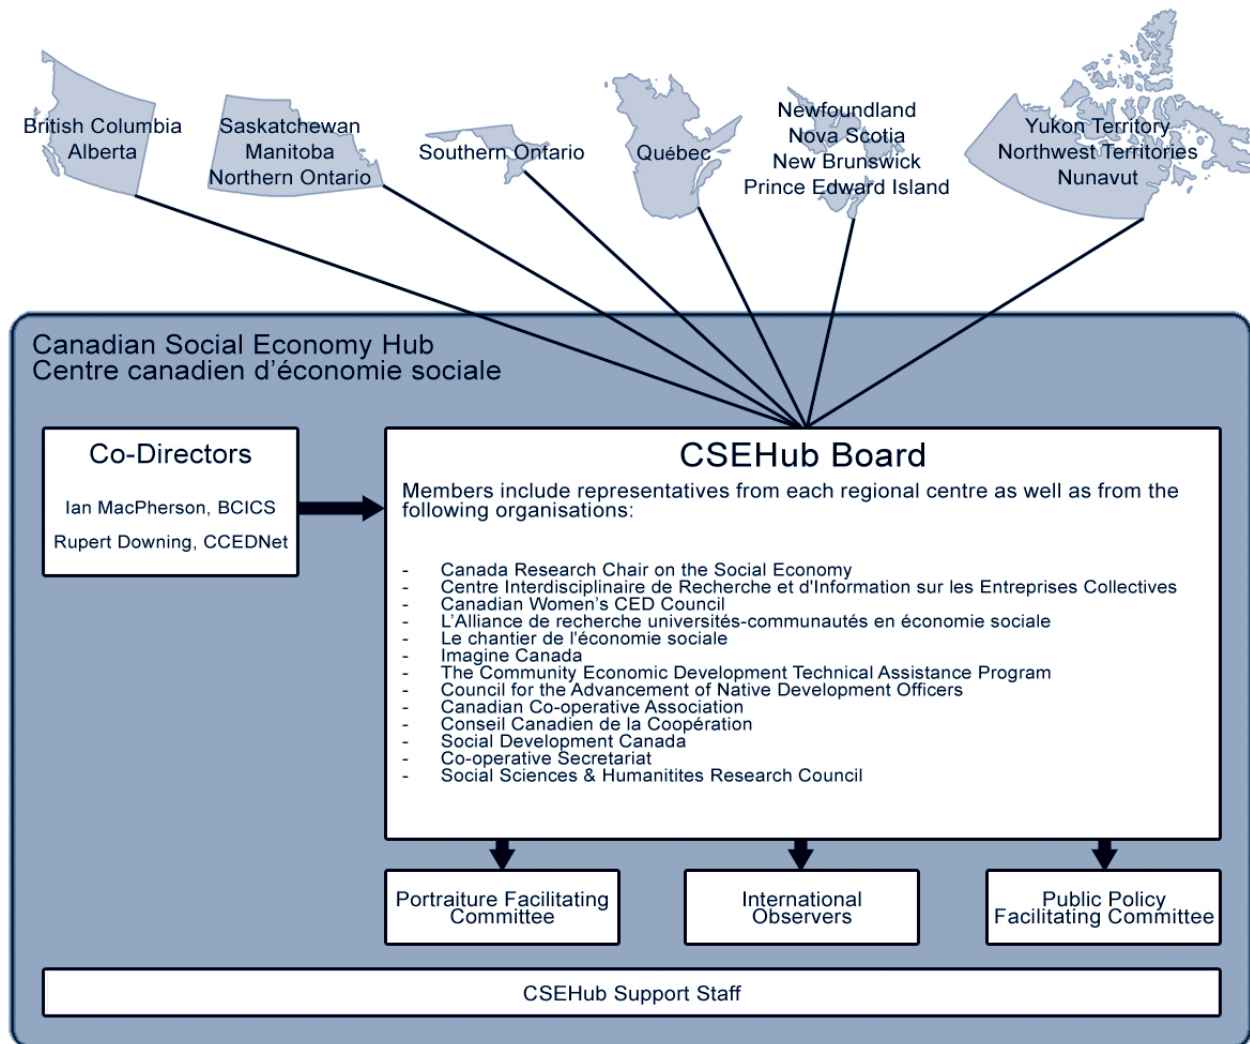 British Columbia
Alberta
Saskatchewan
Manitoba
Northern Ontario
Southern Ontario
Québec
Newfoundland
Nova Scotia
New Brunswick
Prince Edward Island
Yukon Territory
Northwest Territories
Nunavut
Canadian Social Economy Hub
Centre canadien d'économie sociale
Co-Directors
Ian MacPherson, BCICS
Rupert Downing, CCEDNet
CSEHub Board
Members include representatives from each regional centre as well as from the
following organisations:
- Canada Research Chair on the Social Economy
- Centre Interdisciplinaire de Recherche et d'Information sur les Entreprises Collectives
- Canadian Women's CED Council
- L'Alliance de recherche universités-communautés en économie sociale
- Le chantier de l'économie sociale
- Imagine Canada
- The Community Economic Development Technical Assistance Program
- Council for the Advancement of Native Development Officers
- Canadian Co-operative Association
- Conseil Canadien de la Coopération
- Social Development Canada
- Co-operative Secretariat
- Social Sciences & Humanitites Research Council
Portraiture Facilitating
Committee
International
Observers
Public Policy
Facilitating Committee
CSEHub Support Staff